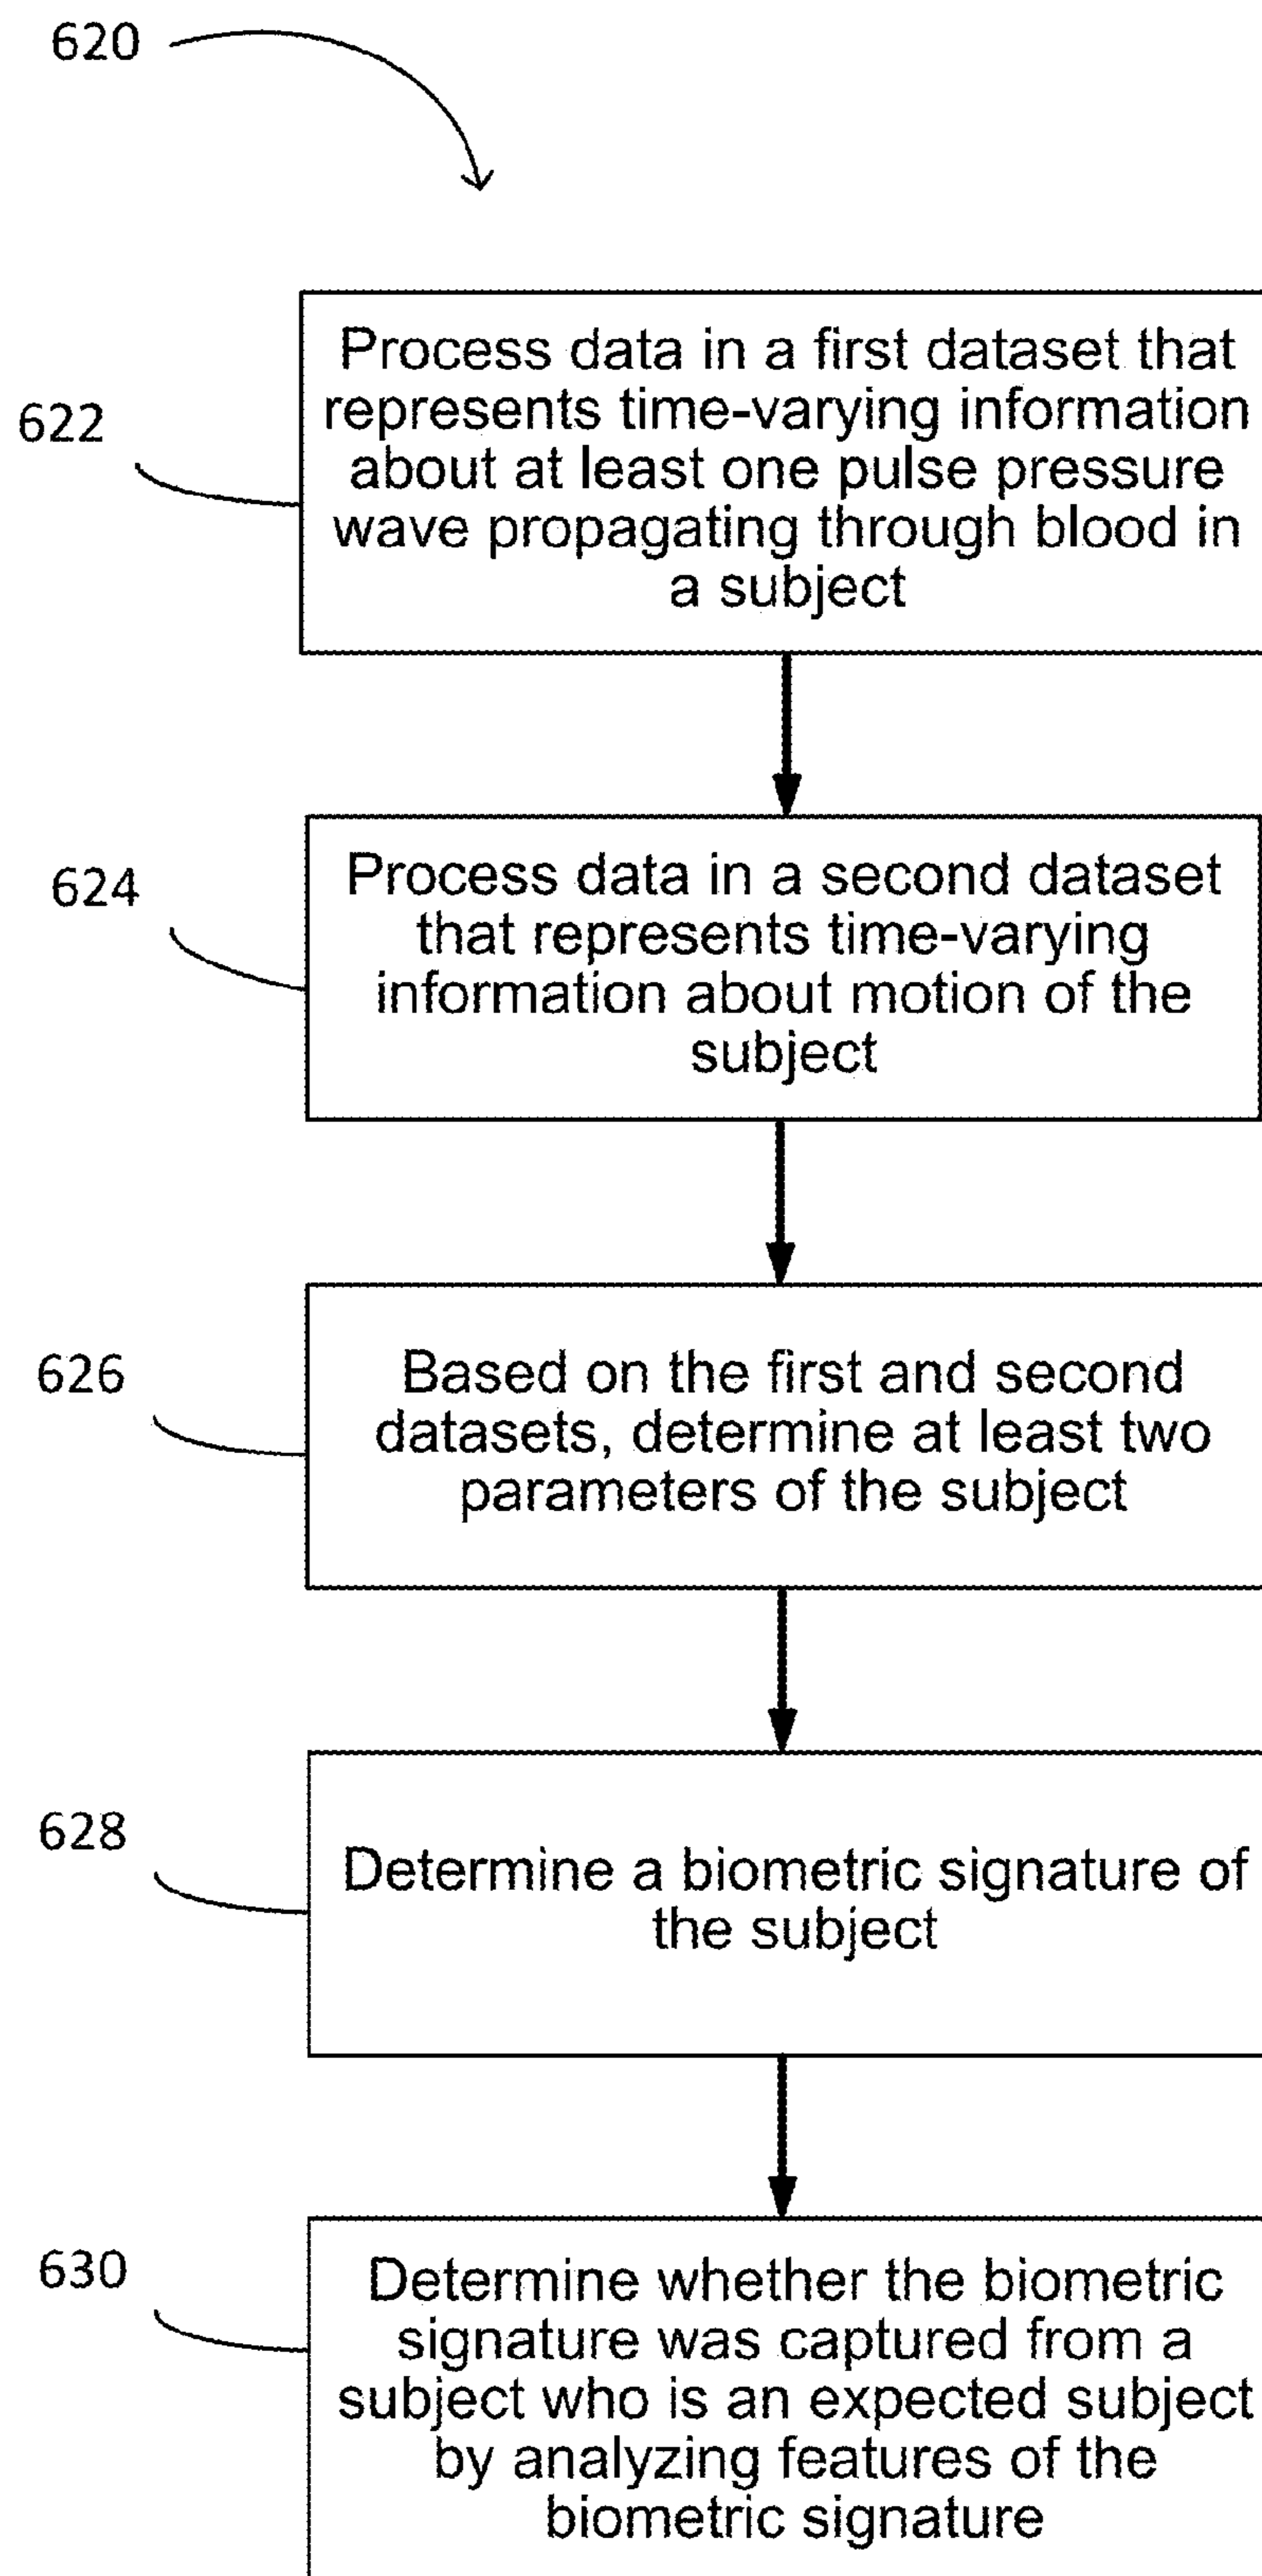 620
622
Process data in a first dataset that
represents time-varying information
about at least one pulse pressure
wave propagating through blood in
a subject
624
Process data in a second dataset
that represents time-varying
information about motion of the
subject
626
Based on the first and second
datasets, determine at least two
parameters of the subject
628
Determine a biometric signature of
the subject
630
Determine whether the biometric
signature was captured from a
subject who is an expected subject
by analyzing features of the
biometric signature